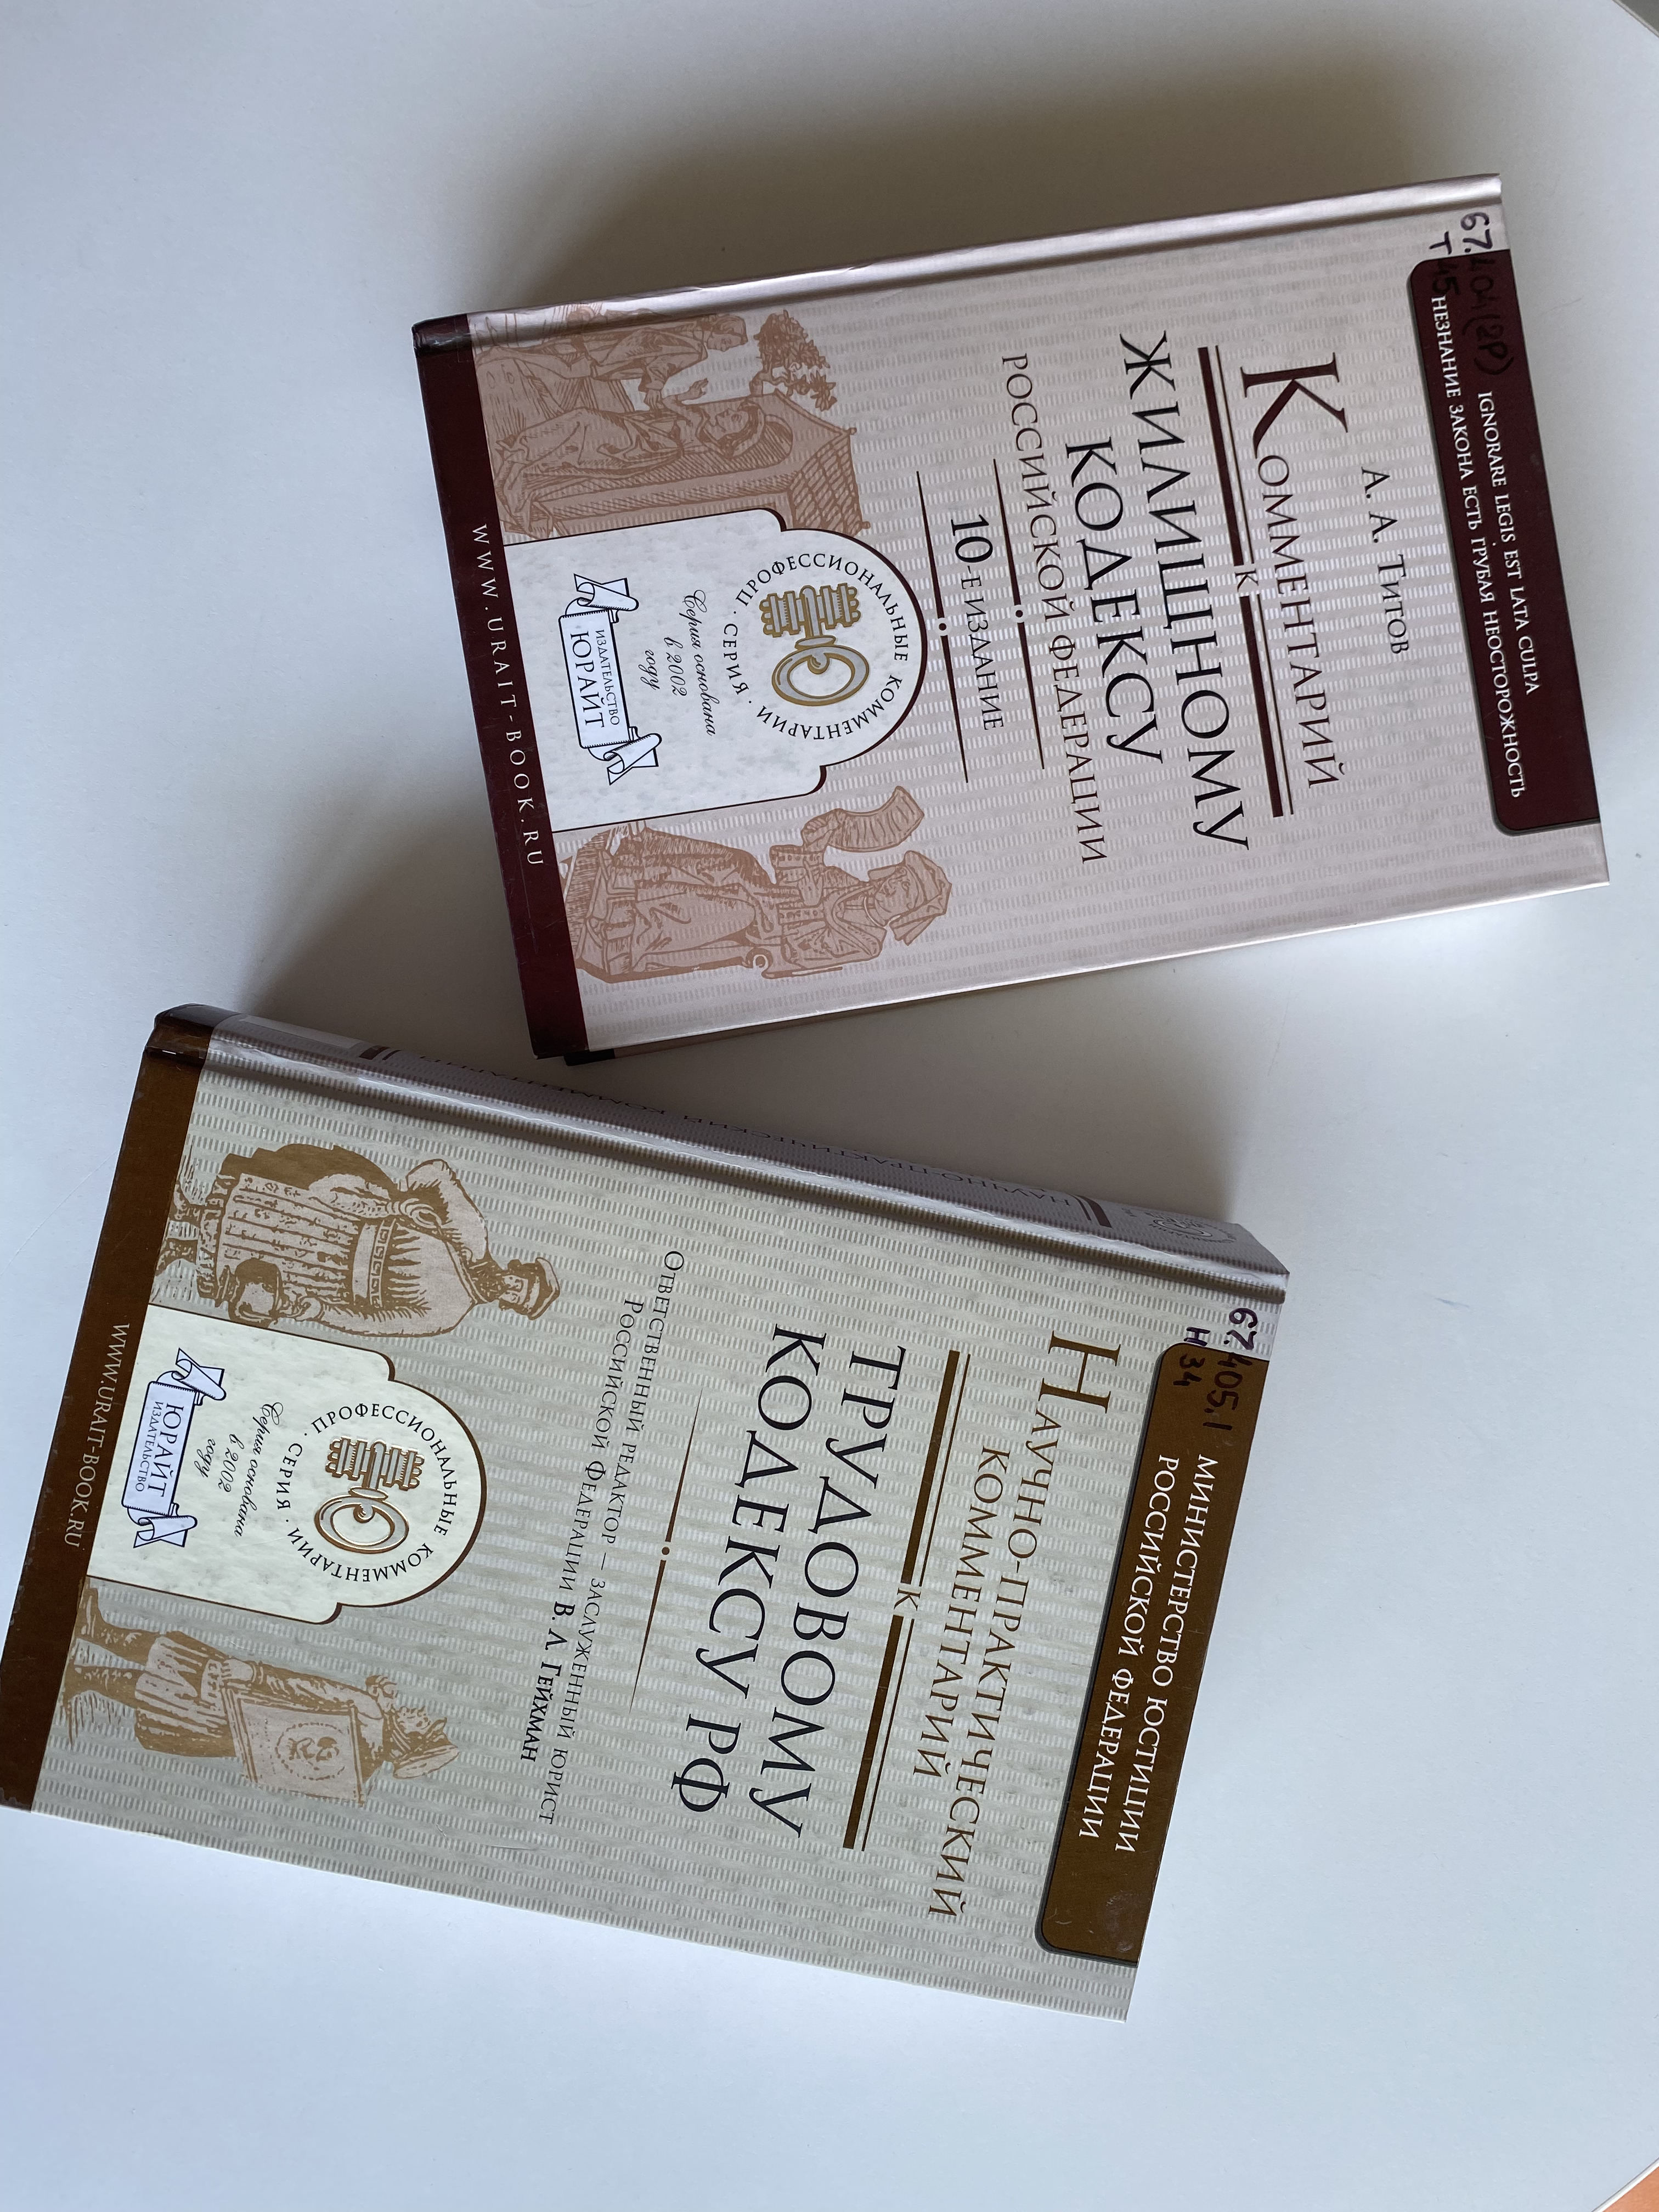 67.404(2Р)
Т 45
IGNORARE LEGIS EST LATA CULPA
НЕЗНАНИЕ ЗАКОНА ЕСТЬ ГРУБАЯ НЕОСТОРОЖНОСТЬ
А. А. ТИТОВ
КОММЕНТАРИЙ
К
ЖИЛИЩНОМУ
КОДЕКСУ
РОССИЙСКОЙ ФЕДЕРАЦИИ
10-Е ИЗДАНИЕ
ПРОФЕССИОНАЛЬНЫЕ КОММЕНТАРИИ
· СЕРИЯ ·
Серия основана
в 2002
году
ИЗДАТЕЛЬСТВО
ЮРАЙТ
WWW.URAIT-BOOK.RU
67.405.1
Н 34
МИНИСТЕРСТВО ЮСТИЦИИ
РОССИЙСКОЙ ФЕДЕРАЦИИ
НАУЧНО-ПРАКТИЧЕСКИЙ
КОММЕНТАРИЙ
К
ТРУДОВОМУ
КОДЕКСУ РФ
ОТВЕТСТВЕННЫЙ РЕДАКТОР — ЗАСЛУЖЕННЫЙ ЮРИСТ
РОССИЙСКОЙ ФЕДЕРАЦИИ В. Л. ГЕЙХМАН
ПРОФЕССИОНАЛЬНЫЕ КОММЕНТАРИИ
· СЕРИЯ ·
Серия основана
в 2002
году
ЮРАЙТ
ИЗДАТЕЛЬСТВО
WWW.URAIT-BOOK.RU